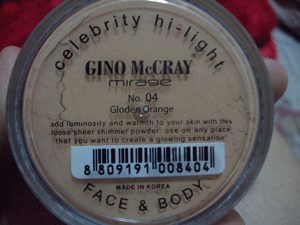 celebrity hi-light
GINO McCRAY
mirage
No. 04
Gloden Orange
add luminosity and warmth to your skin with this
loose sheer shimmer powder. use on any place
that you want to create a glowing sensation
8 809191 008404
MADE IN KOREA
FACE & BODY